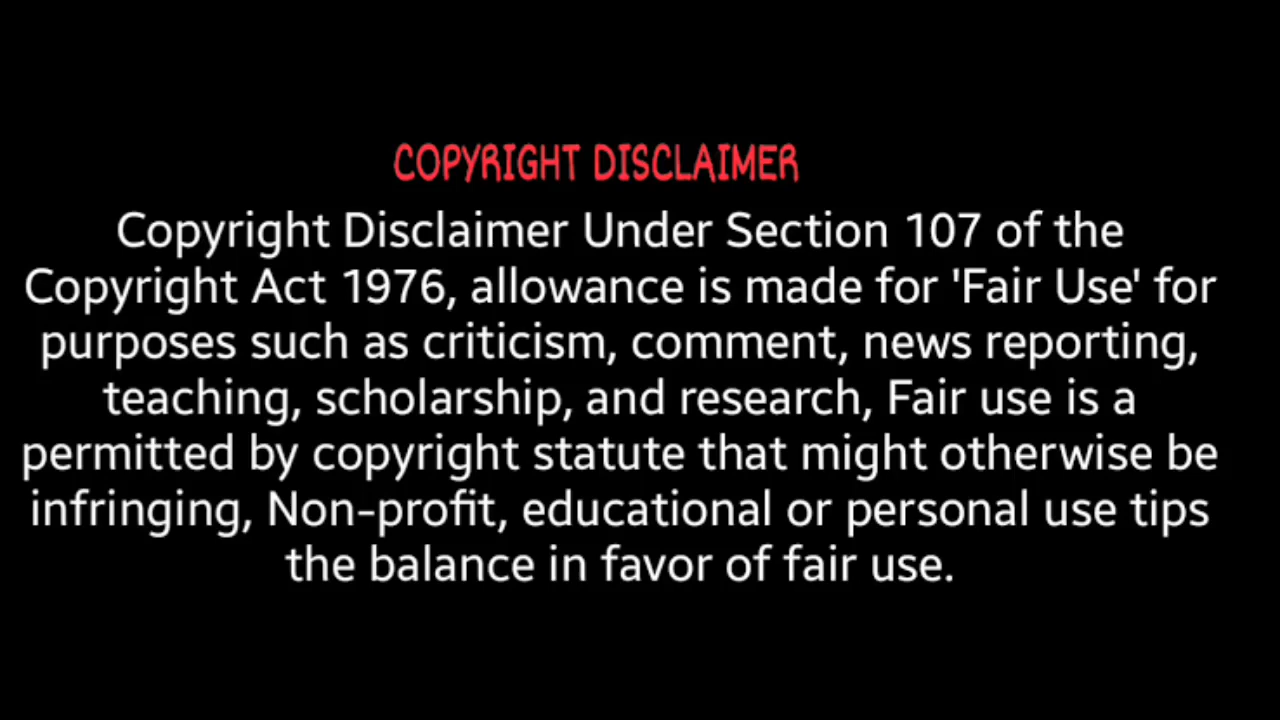 COPYRIGHT DISCLAIMER
Copyright Disclaimer Under Section 107 of the
Copyright Act 1976, allowance is made for 'Fair Use' for
purposes such as criticism, comment, news reporting,
teaching, scholarship, and research, Fair use is a
permitted by copyright statute that might otherwise be
infringing, Non-profit, educational or personal use tips
the balance in favor of fair use.